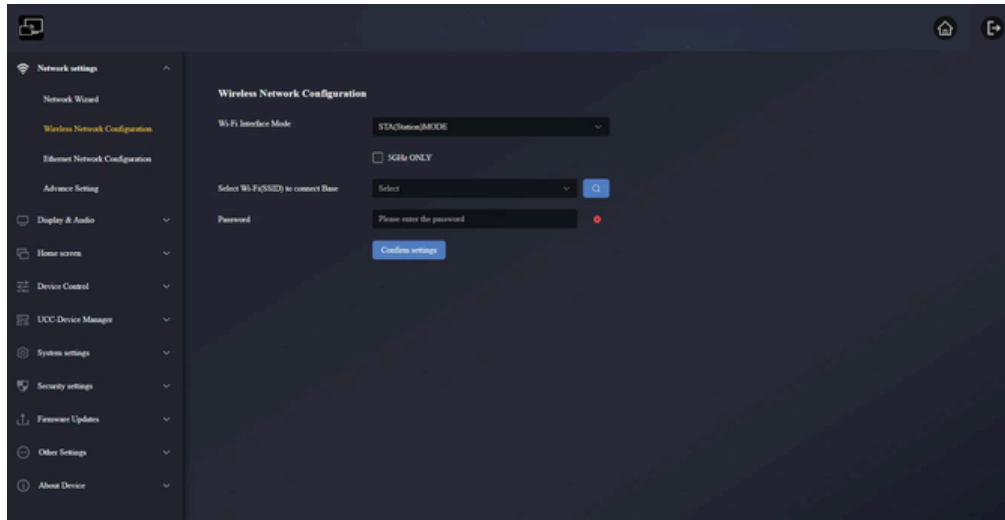 Network settings
Network Wizard
Wireless Network Configuration
Ethernet Network Configuration
Advance Setting
Display & Audio
Home screen
Device Control
UCC-Device Manager
System settings
Security settings
Firmware Updates
Other Settings
About Device
Wireless Network Configuration
Wi-Fi Interface Mode
STA(Station)MODE
5GHz ONLY
Select Wi-Fi(SSID) to connect Base
Select
Password
Please enter the password
Confirm settings